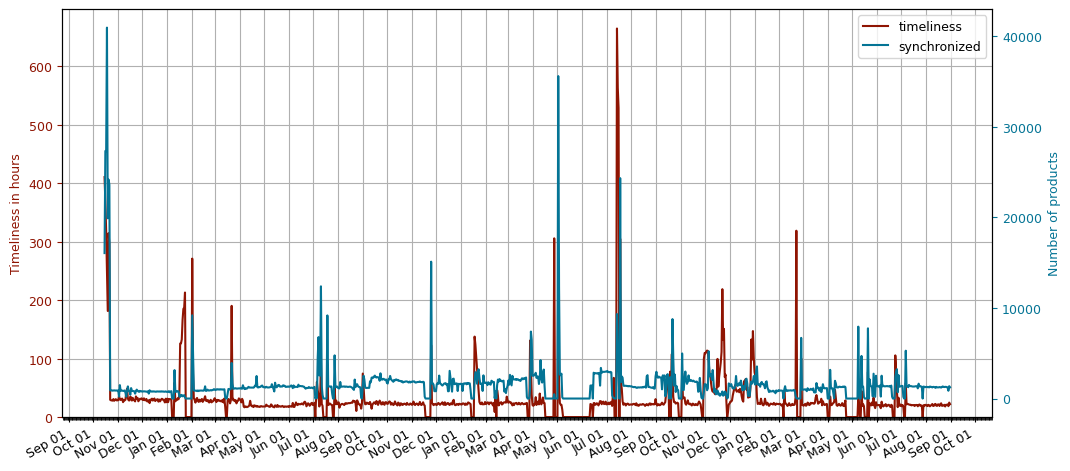 timeliness
synchronized
Timeliness in hours
600
500
400
300
200
100
0
40000
30000
20000
10000
0
Number of products
Sep 01 Oct 01 Nov 01 Dec 01 Jan 01 Feb 01 Mar 01 Apr 01 May 01 Jun 01 Jul 01 Aug 01 Sep 01 Oct 01 Nov 01 Dec 01 Jan 01 Feb 01 Mar 01 Apr 01 May 01 Jun 01 Jul 01 Aug 01 Sep 01 Oct 01 Nov 01 Dec 01 Jan 01 Feb 01 Mar 01 Apr 01 May 01 Jun 01 Jul 01 Aug 01 Sep 01 Oct 01